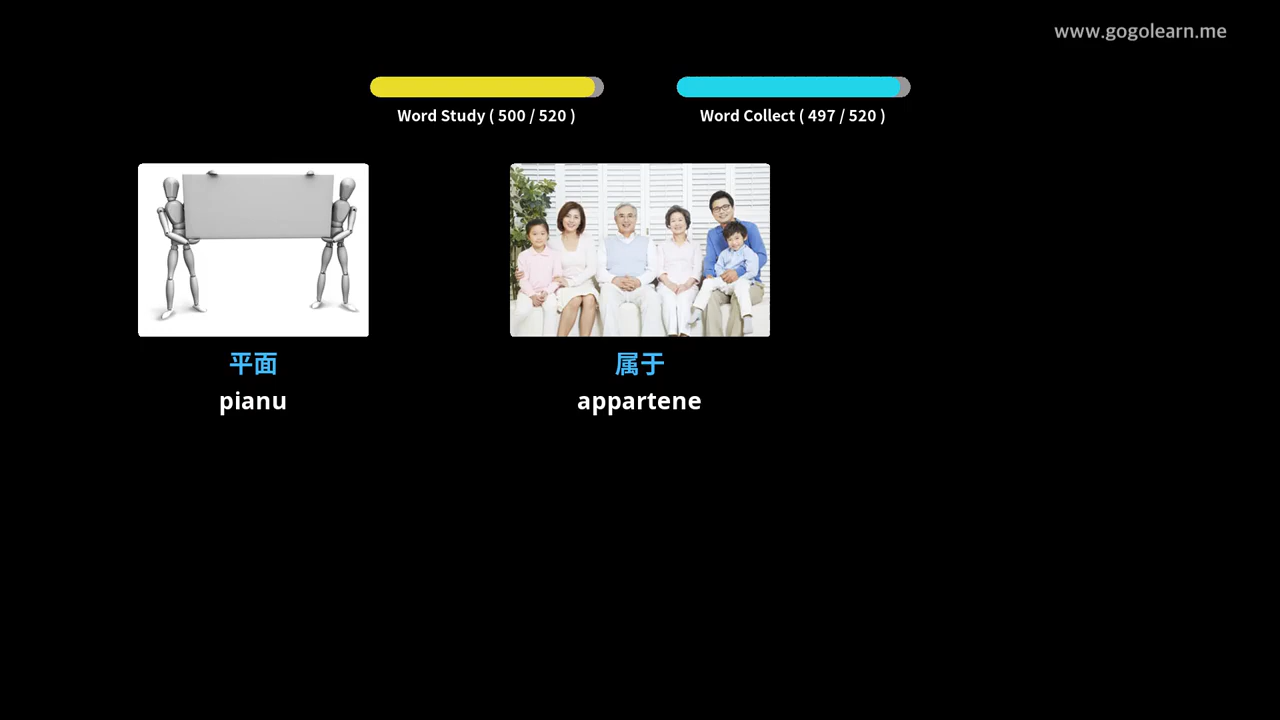 www.gogolearn.me
Word Study ( 500 / 520 )
Word Collect ( 497 / 520 )
平面
pianu
属于
appartene